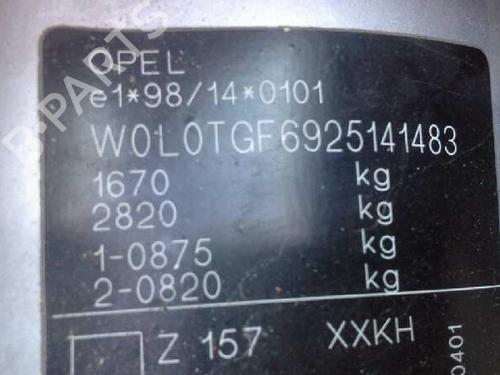 OPEL
e1*98/14*0101
W0L0TGF6925141483
1670 kg
2820 kg
1-0875 kg
2-0820 kg
Z 157 XXKH
0401
B-PARTS